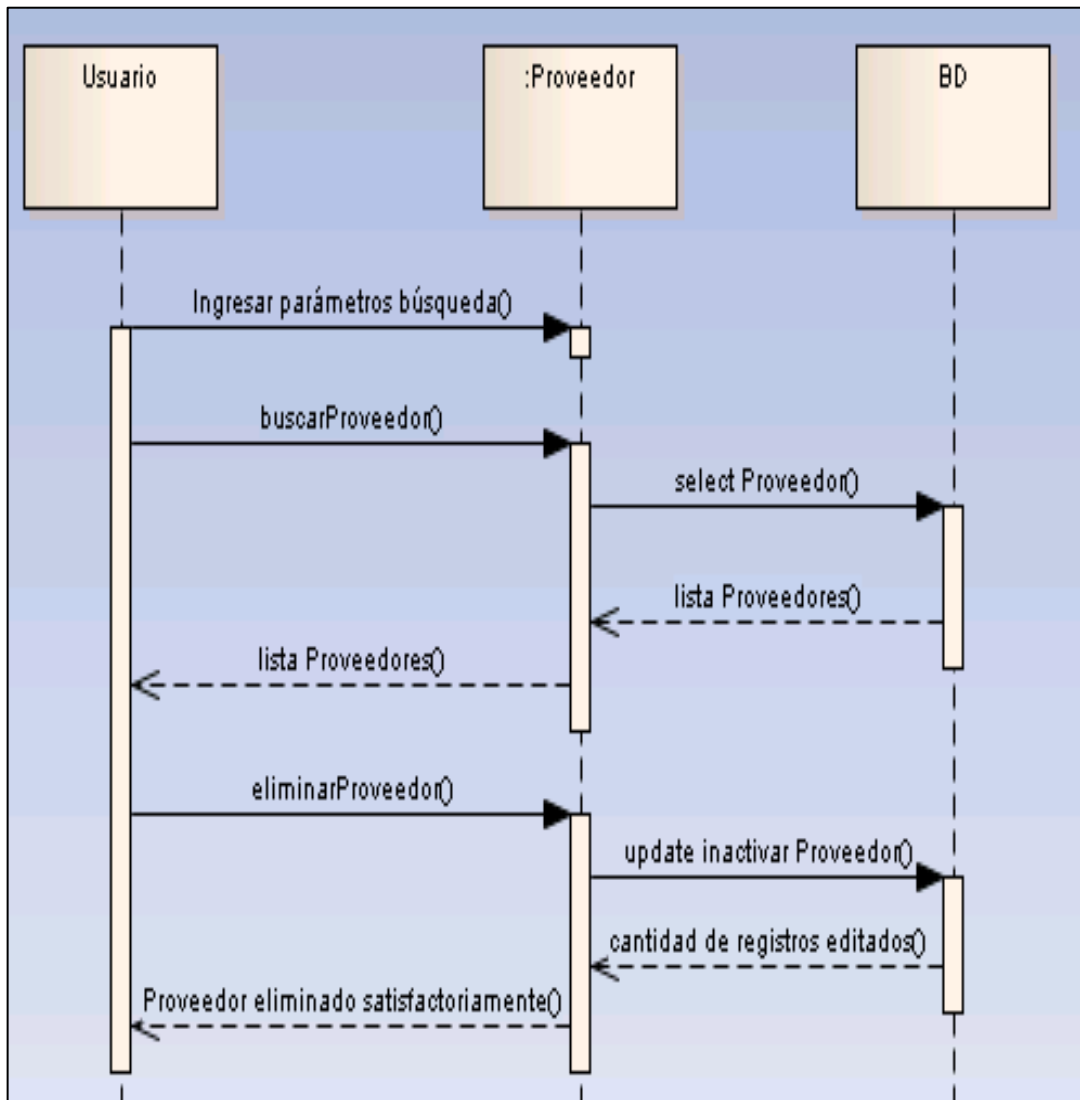 Usuario
:Proveedor
BD
Ingresar parámetros búsqueda()
buscarProveedor()
select Proveedor()
lista Proveedores()
lista Proveedores()
eliminarProveedor()
update inactivar Proveedor()
cantidad de registros editados()
Proveedor eliminado satisfactoriamente()